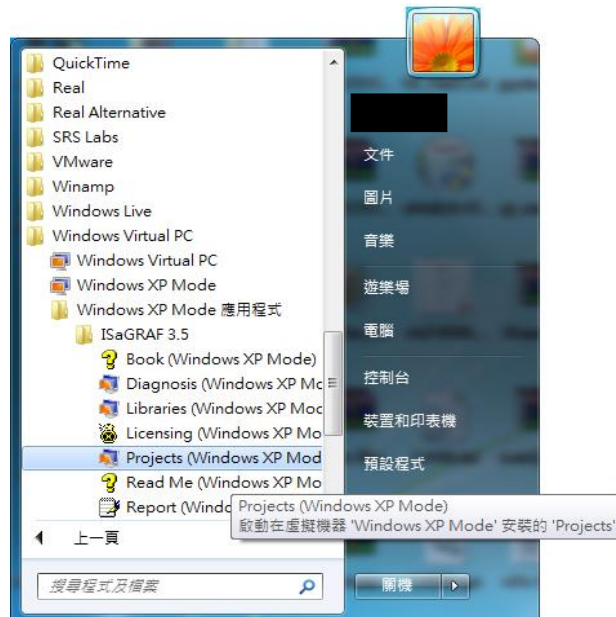 QuickTime
Real
Real Alternative
SRS Labs
VMware
Winamp
Windows Live
Windows Virtual PC
Windows Virtual PC
Windows XP Mode
Windows XP Mode 應用程式
ISaGRAF 3.5
Book (Windows XP Mode)
Diagnosis (Windows XP Mo
Libraries (Windows XP Moc
Licensing (Windows XP Mo
Projects (Windows XP Mod
Read Me (Windows XP Mo
Report (Windo
上一頁
搜尋程式及檔案
文件
圖片
音樂
遊樂場
電腦
控制台
裝置和印表機
預設程式
Projects (Windows XP Mode)
啟動在虛擬機器 'Windows XP Mode' 安裝的 'Projects'
關機